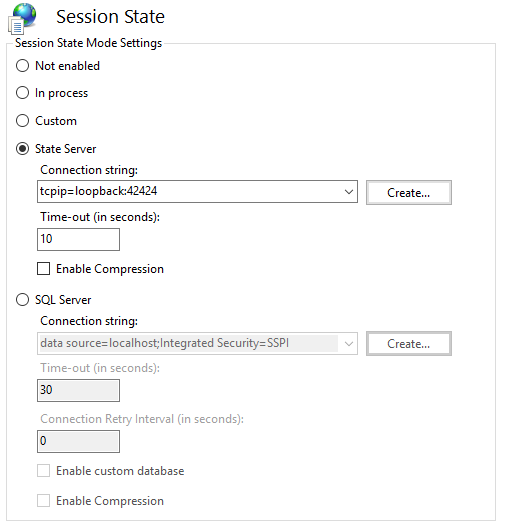 Session State
Session State Mode Settings
Not enabled
In process
Custom
State Server
Connection string:
tcpip=loopback:42424
Create...
Time-out (in seconds):
10
Enable Compression
SQL Server
Connection string:
data source=localhost;Integrated Security=SSPI
Create...
Time-out (in seconds):
30
Connection Retry Interval (in seconds):
0
Enable custom database
Enable Compression